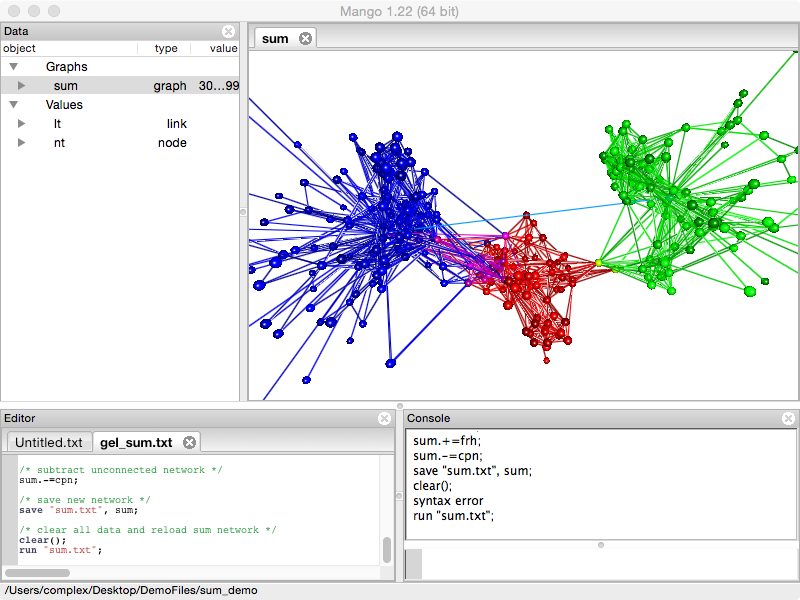 Mango 1.22 (64 bit)
Data
object type value
Graphs
sum graph 30...99
Values
lt link
nt node
sum
Editor
Untitled.txt gel_sum.txt
/* subtract unconnected network */
sum.-=cpn;
/* save new network */
save "sum.txt", sum;
/* clear all data and reload sum network */
clear();
run "sum.txt";
Console
sum.+=frh;
sum.-=cpn;
save "sum.txt", sum;
clear();
syntax error
run "sum.txt";
/Users/complex/Desktop/DemoFiles/sum_demo